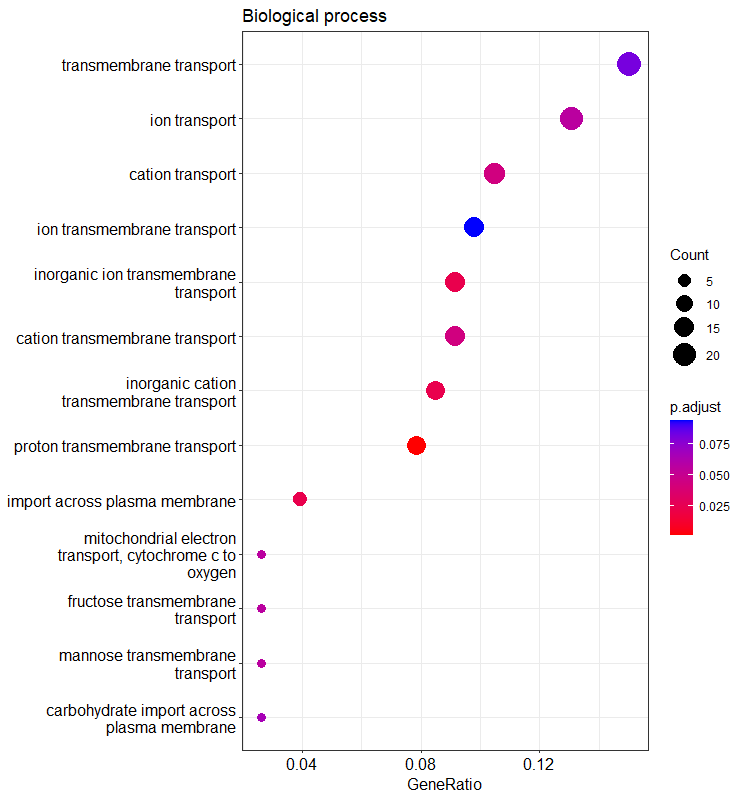 Biological process
transmembrane transport
ion transport
cation transport
ion transmembrane transport
inorganic ion transmembrane
transport
cation transmembrane transport
inorganic cation
transmembrane transport
proton transmembrane transport
import across plasma membrane
mitochondrial electron
transport, cytochrome c to
oxygen
fructose transmembrane
transport
mannose transmembrane
transport
carbohydrate import across
plasma membrane
0.04 0.08 0.12
GeneRatio
Count
5
10
15
20
p.adjust
0.075
0.050
0.025